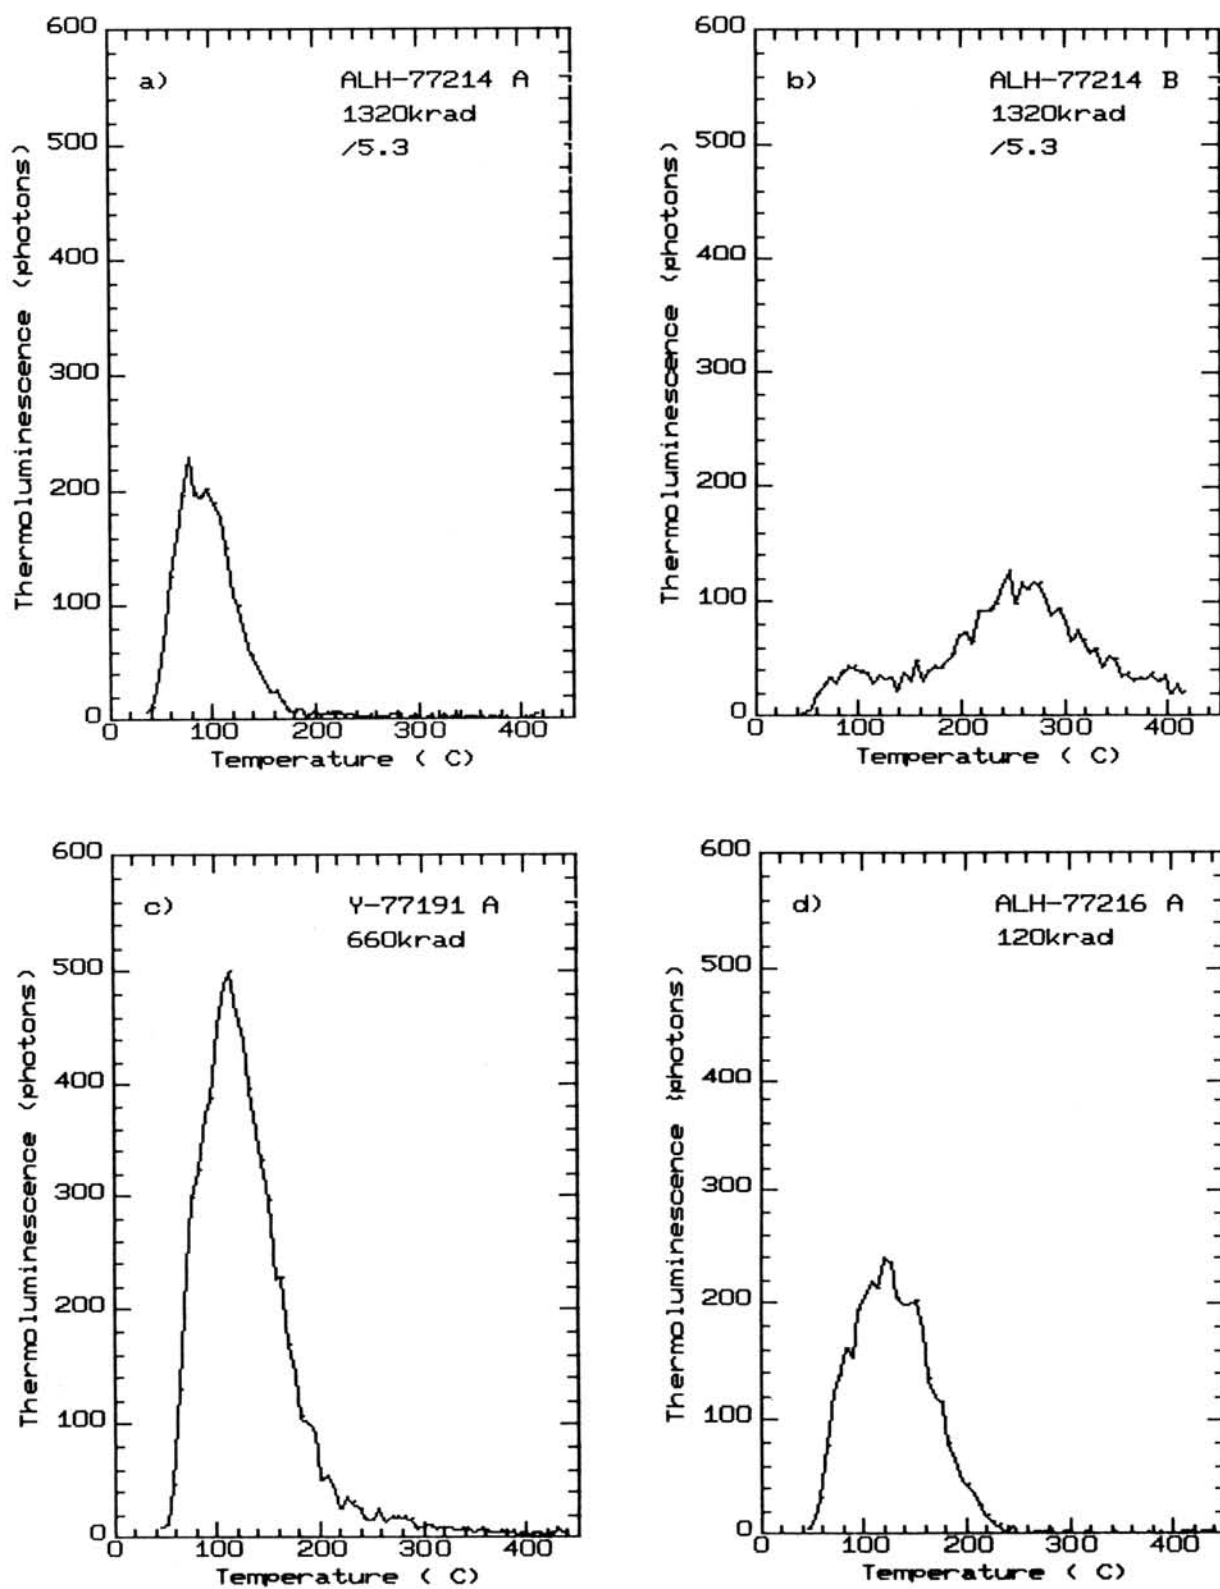 600
500
400
300
200
100
0
Thermoluminescence (photons)
a)
ALH-77214 A
1320krad
/5.3
0 100 200 300 400
Temperature ( C)
600
500
400
300
200
100
0
Thermoluminescence (photons)
b)
ALH-77214 B
1320krad
/5.3
0 100 200 300 400
Temperature ( C)
600
500
400
300
200
100
0
Thermoluminescence (photons)
c)
Y-77191 A
660krad
0 100 200 300 400
Temperature ( C)
600
500
400
300
200
100
0
Thermoluminescence (photons)
d)
ALH-77216 A
120krad
0 100 200 300 400
Temperature ( C)